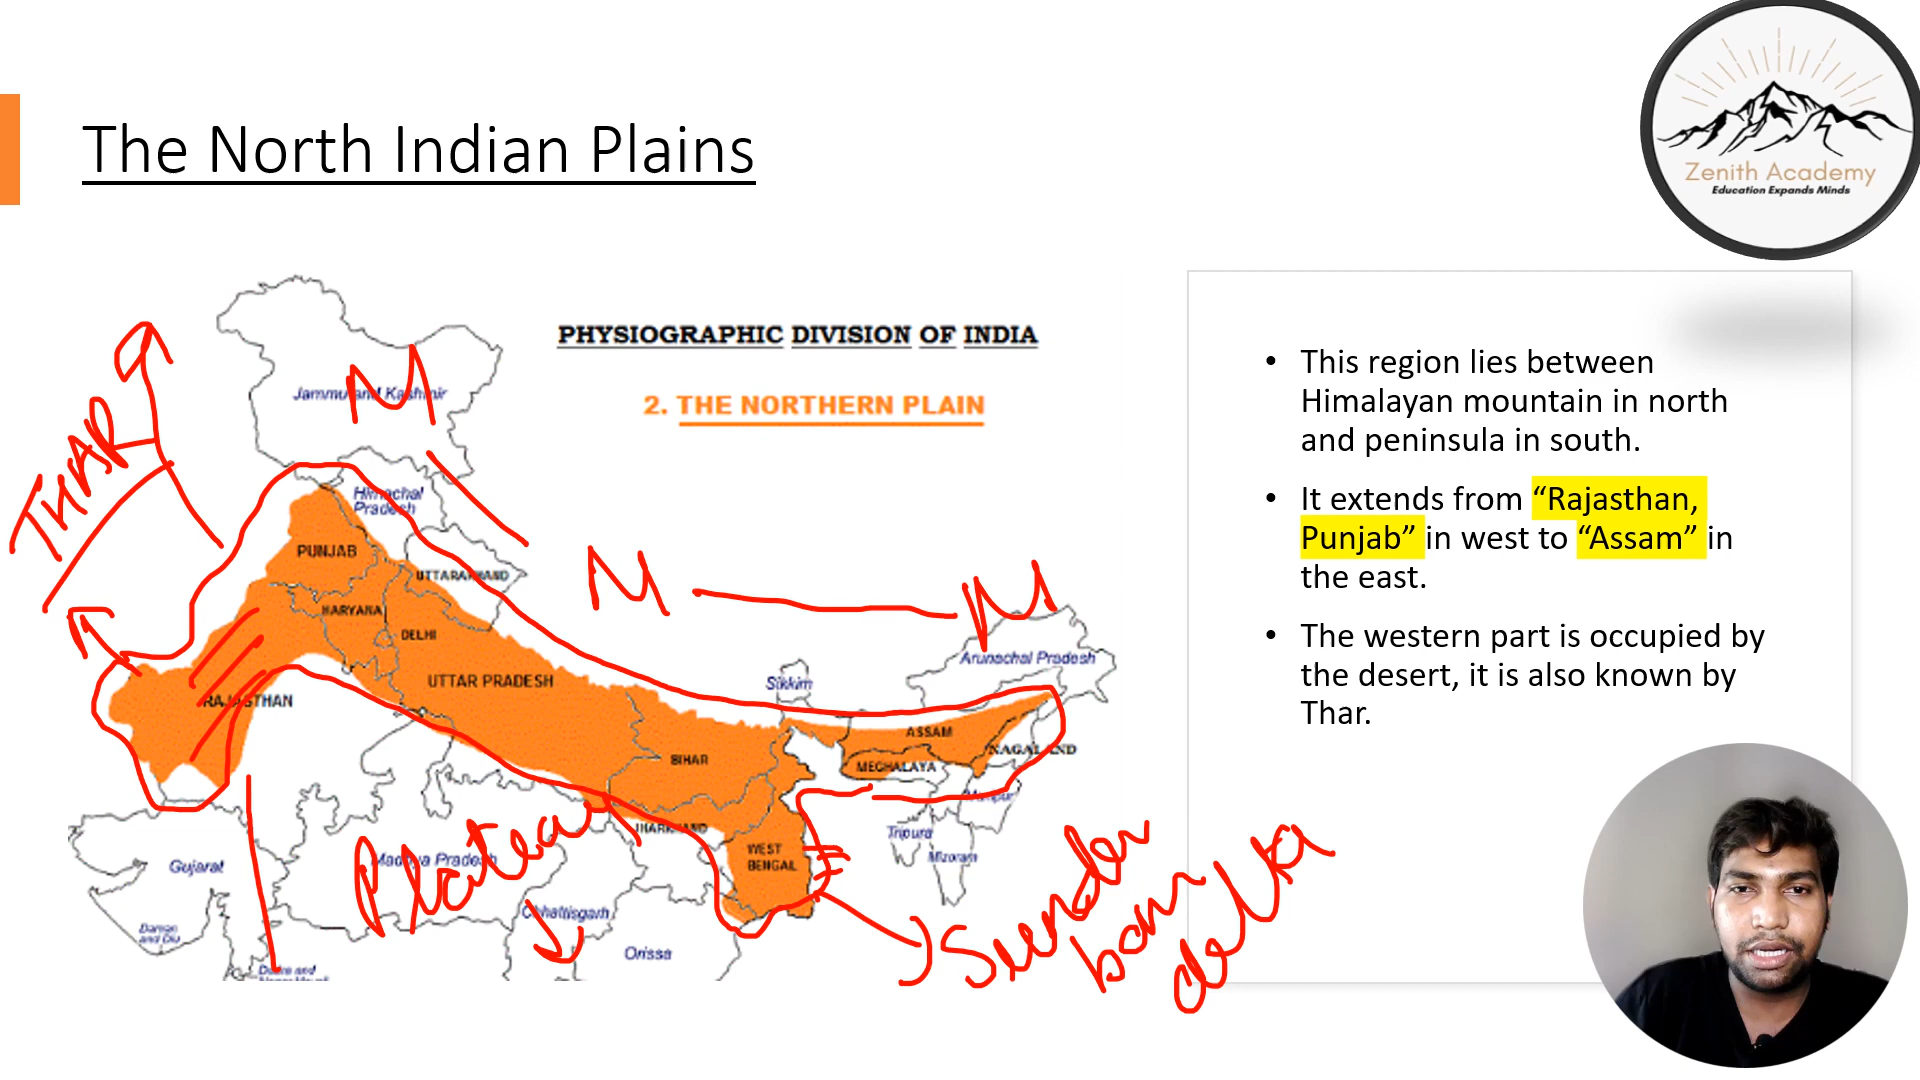 The North Indian Plains
Zenith Academy
Education Expands Minds
PHYSIOGRAPHIC DIVISION OF INDIA
2. THE NORTHERN PLAIN
Jammu and Kashmir
M
THAR
Himachal
Pradesh
PUNJAB
UTTARAKHAND
HARYANA
DELHI
M
M
Arunachal Pradesh
Sikkim
UTTAR PRADESH
RAJASTHAN
ASSAM
NAGALAND
BIHAR
MEGHALAYA
Manipur
JHARKHAND
Tripura
Mizoram
WEST
BENGAL
Gujarat
Madhya Pradesh
Plateau
Chhattisgarh
Daman
and Diu
Orissa
Sunder
ban
delta
• This region lies between
Himalayan mountain in north
and peninsula in south.
• It extends from “Rajasthan,
Punjab” in west to “Assam” in
the east.
• The western part is occupied by
the desert, it is also known by
Thar.